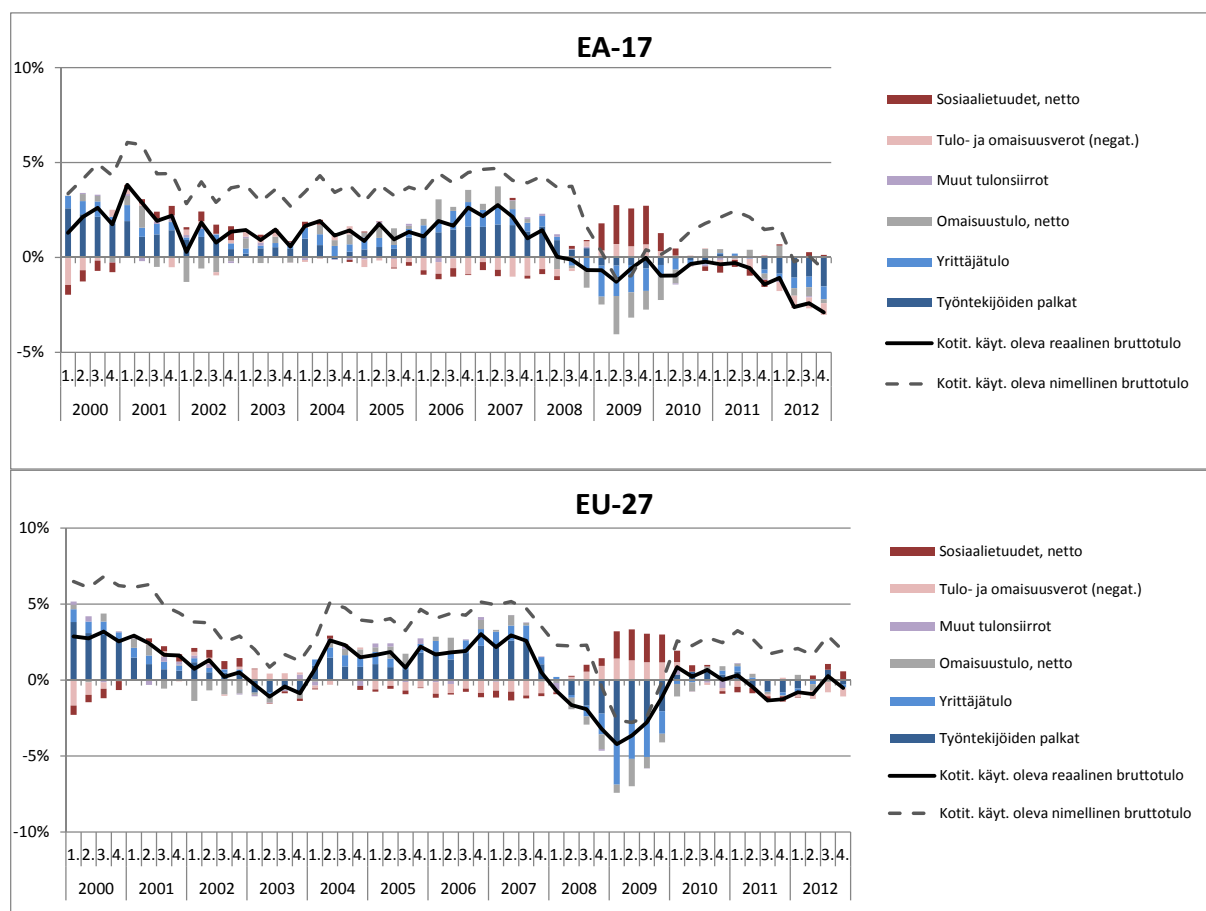 EA-17
10%
5%
0%
-5%
1. 2. 3. 4. 1. 2. 3. 4. 1. 2. 3. 4. 1. 2. 3. 4. 1. 2. 3. 4. 1. 2. 3. 4. 1. 2. 3. 4. 1. 2. 3. 4. 1. 2. 3. 4. 1. 2. 3. 4. 1. 2. 3. 4. 1. 2. 3. 4. 1. 2. 3. 4.
2000 2001 2002 2003 2004 2005 2006 2007 2008 2009 2010 2011 2012
Sosiaalietuudet, netto
Tulo- ja omaisuusverot (negat.)
Muut tulonsiirrot
Omaisuustulo, netto
Yrittäjätulo
Työntekijöiden palkat
Kotit. käyt. oleva reaalinen bruttotulo
Kotit. käyt. oleva nimellinen bruttotulo
EU-27
10%
5%
0%
-5%
-10%
1. 2. 3. 4. 1. 2. 3. 4. 1. 2. 3. 4. 1. 2. 3. 4. 1. 2. 3. 4. 1. 2. 3. 4. 1. 2. 3. 4. 1. 2. 3. 4. 1. 2. 3. 4. 1. 2. 3. 4. 1. 2. 3. 4. 1. 2. 3. 4. 1. 2. 3. 4.
2000 2001 2002 2003 2004 2005 2006 2007 2008 2009 2010 2011 2012
Sosiaalietuudet, netto
Tulo- ja omaisuusverot (negat.)
Muut tulonsiirrot
Omaisuustulo, netto
Yrittäjätulo
Työntekijöiden palkat
Kotit. käyt. oleva reaalinen bruttotulo
Kotit. käyt. oleva nimellinen bruttotulo